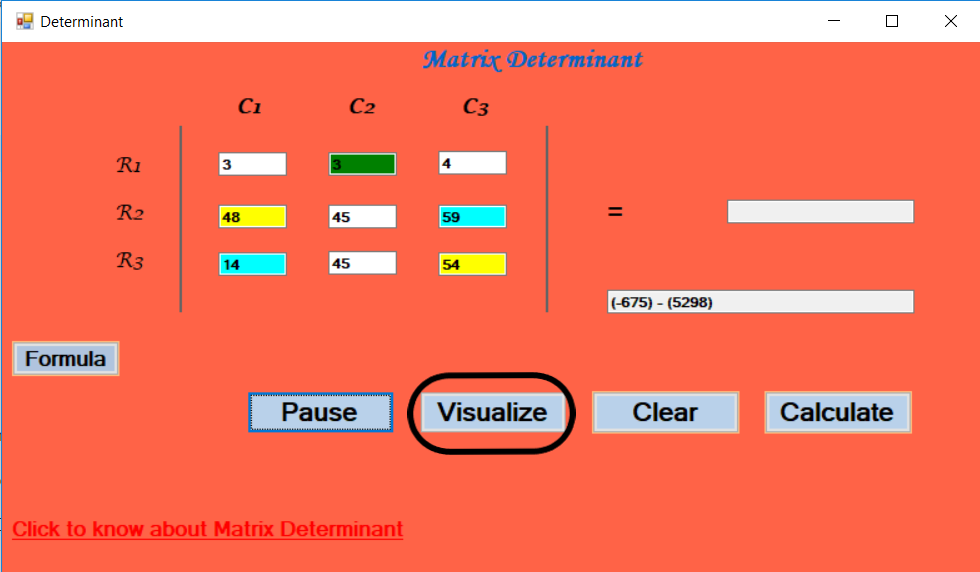 Determinant
Matrix Determinant
C1 C2 C3
R1 3 3 4
R2 48 45 59
=
R3 14 45 54
(-675) - (5298)
Formula
Pause Visualize Clear Calculate
Click to know about Matrix Determinant